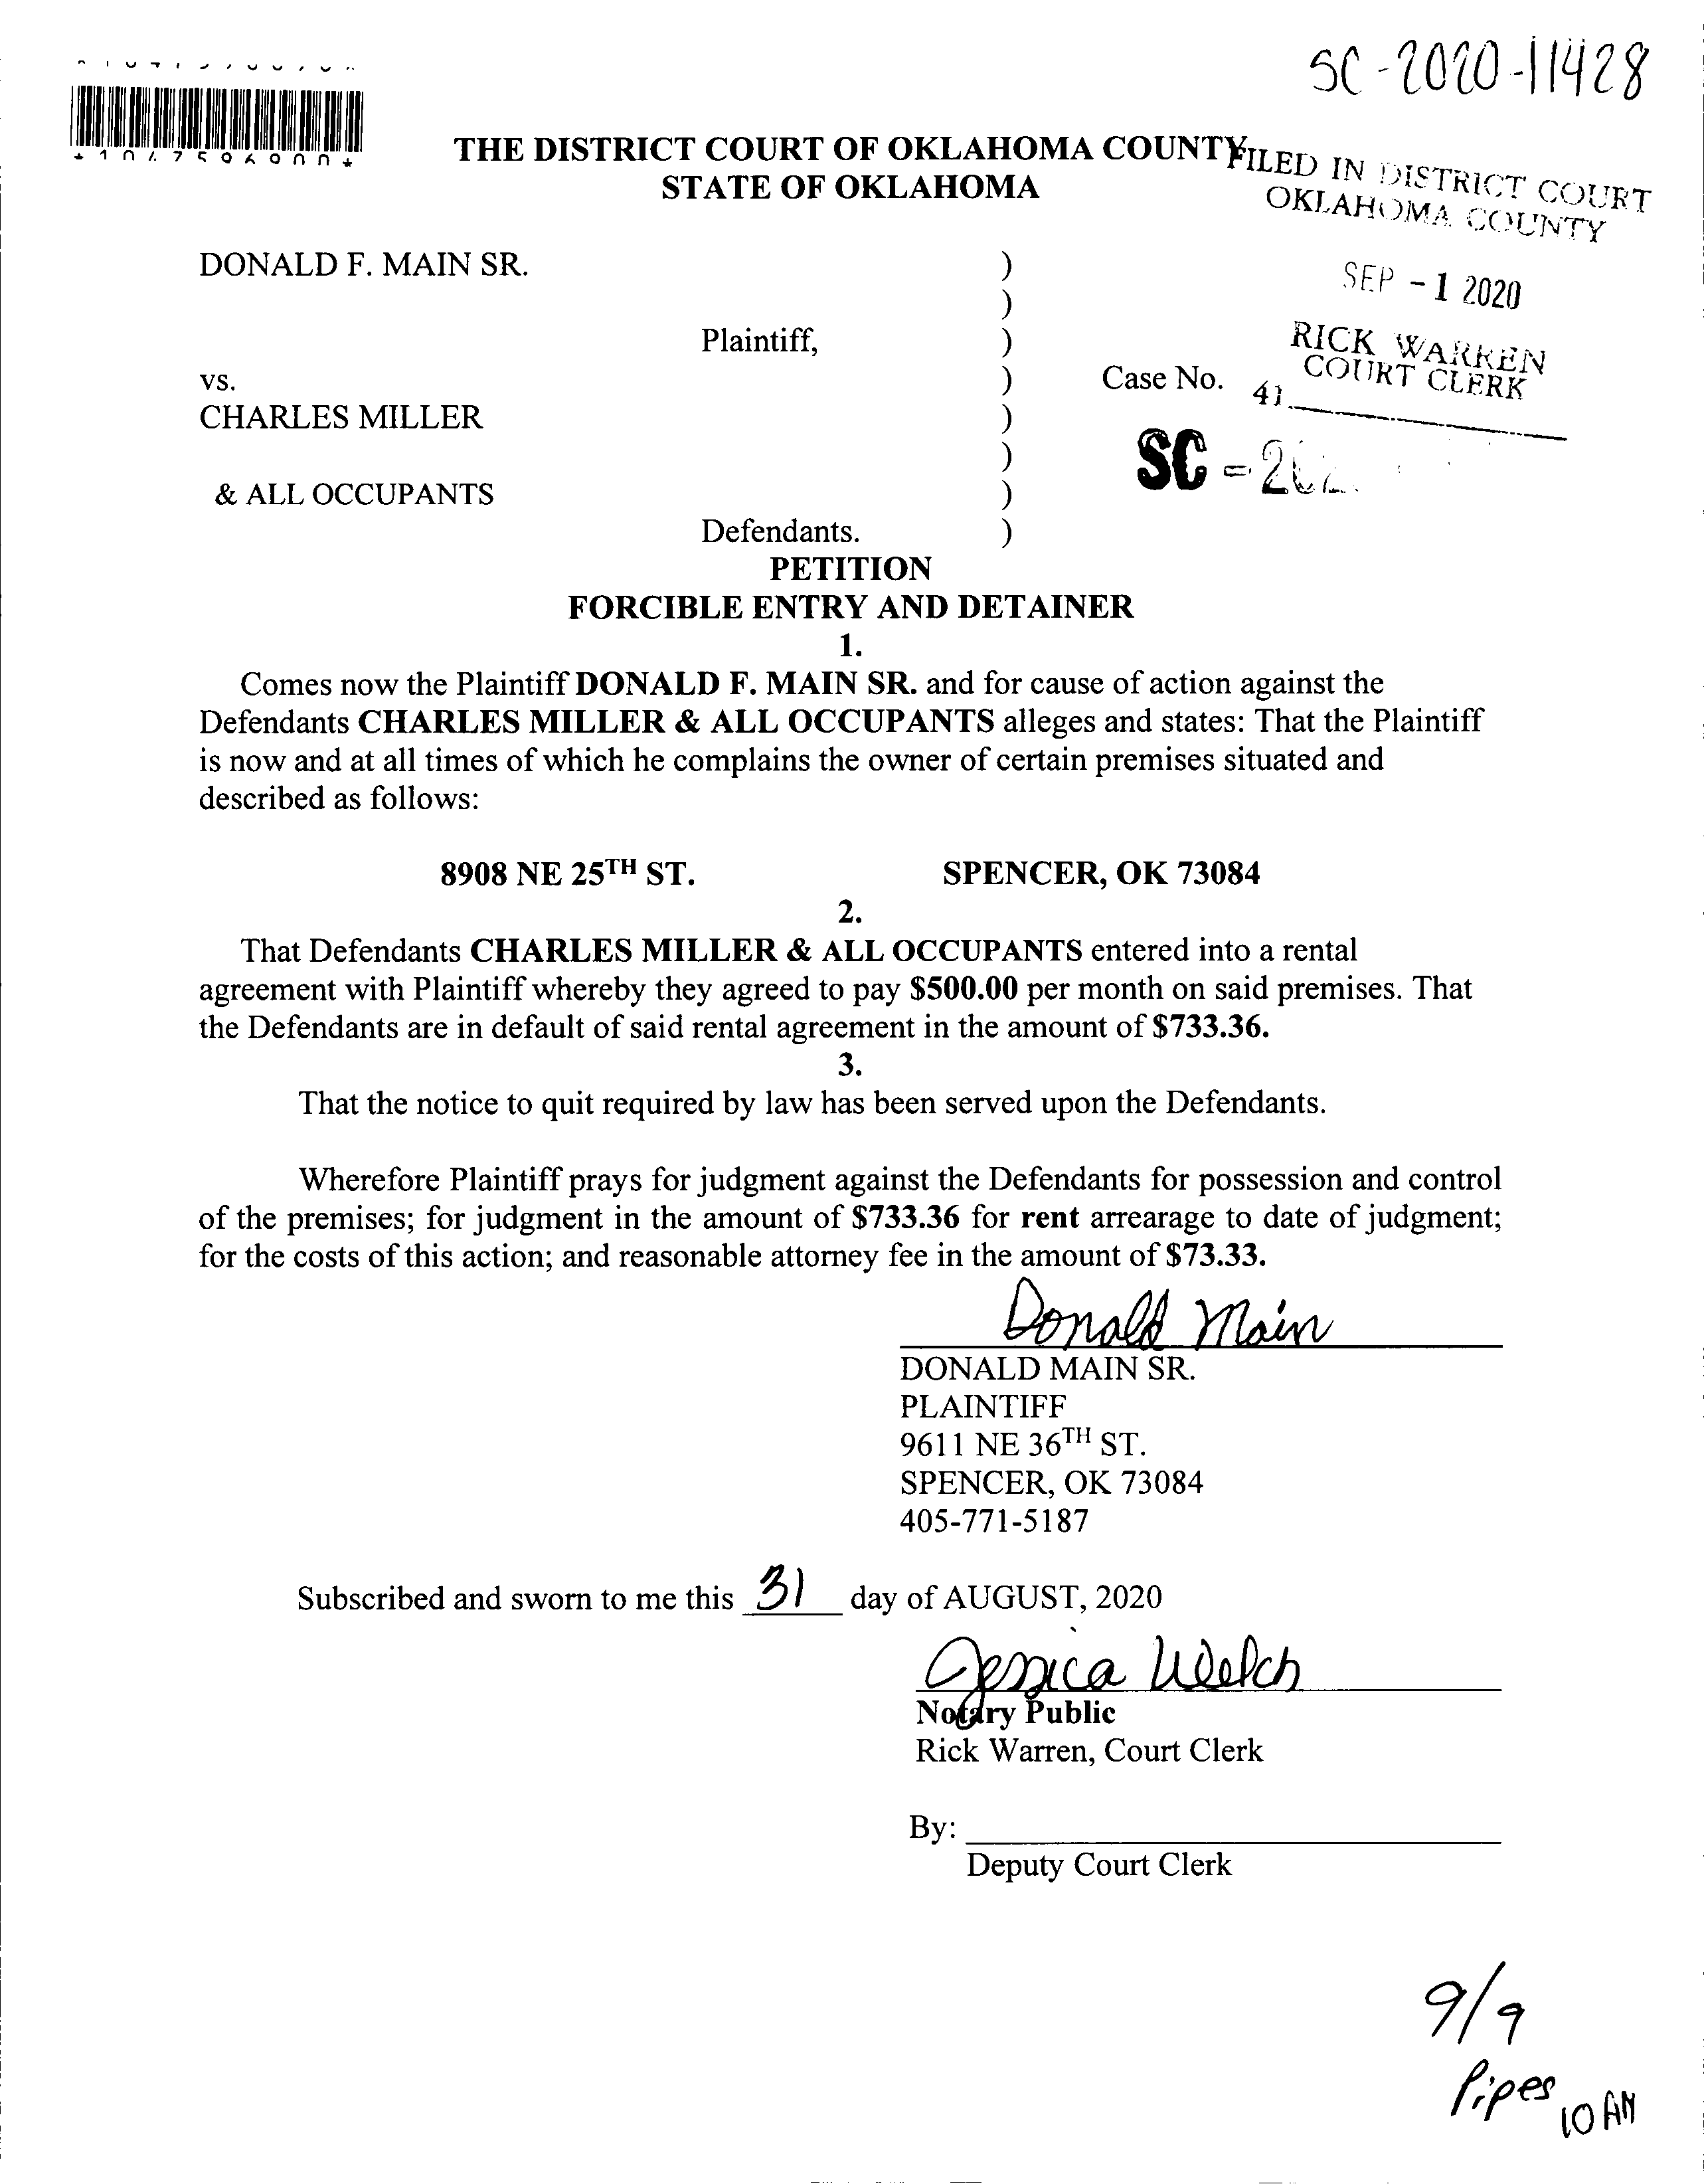 SC-2020-11428
THE DISTRICT COURT OF OKLAHOMA COUNTY
STATE OF OKLAHOMA
FILED IN DISTRICT COURT
OKLAHOMA COUNTY
SEP -1 2020
RICK WARREN
COURT CLERK
41
DONALD F. MAIN SR. )
)
Plaintiff, )
vs. ) Case No.
CHARLES MILLER )
) SC -
& ALL OCCUPANTS )
Defendants. )
PETITION
FORCIBLE ENTRY AND DETAINER
1.
Comes now the Plaintiff DONALD F. MAIN SR. and for cause of action against the
Defendants CHARLES MILLER & ALL OCCUPANTS alleges and states: That the Plaintiff
is now and at all times of which he complains the owner of certain premises situated and
described as follows:
8908 NE 25TH ST. SPENCER, OK 73084
2.
That Defendants CHARLES MILLER & ALL OCCUPANTS entered into a rental
agreement with Plaintiff whereby they agreed to pay $500.00 per month on said premises. That
the Defendants are in default of said rental agreement in the amount of $733.36.
3.
That the notice to quit required by law has been served upon the Defendants.
Wherefore Plaintiff prays for judgment against the Defendants for possession and control
of the premises; for judgment in the amount of $733.36 for rent arrearage to date of judgment;
for the costs of this action; and reasonable attorney fee in the amount of $73.33.
Donald Main
DONALD MAIN SR.
PLAINTIFF
9611 NE 36TH ST.
SPENCER, OK 73084
405-771-5187
Subscribed and sworn to me this 31 day of AUGUST, 2020
Jessica Welch
Notary Public
Rick Warren, Court Clerk
By:
Deputy Court Clerk
9/9
Pipes
10 AM